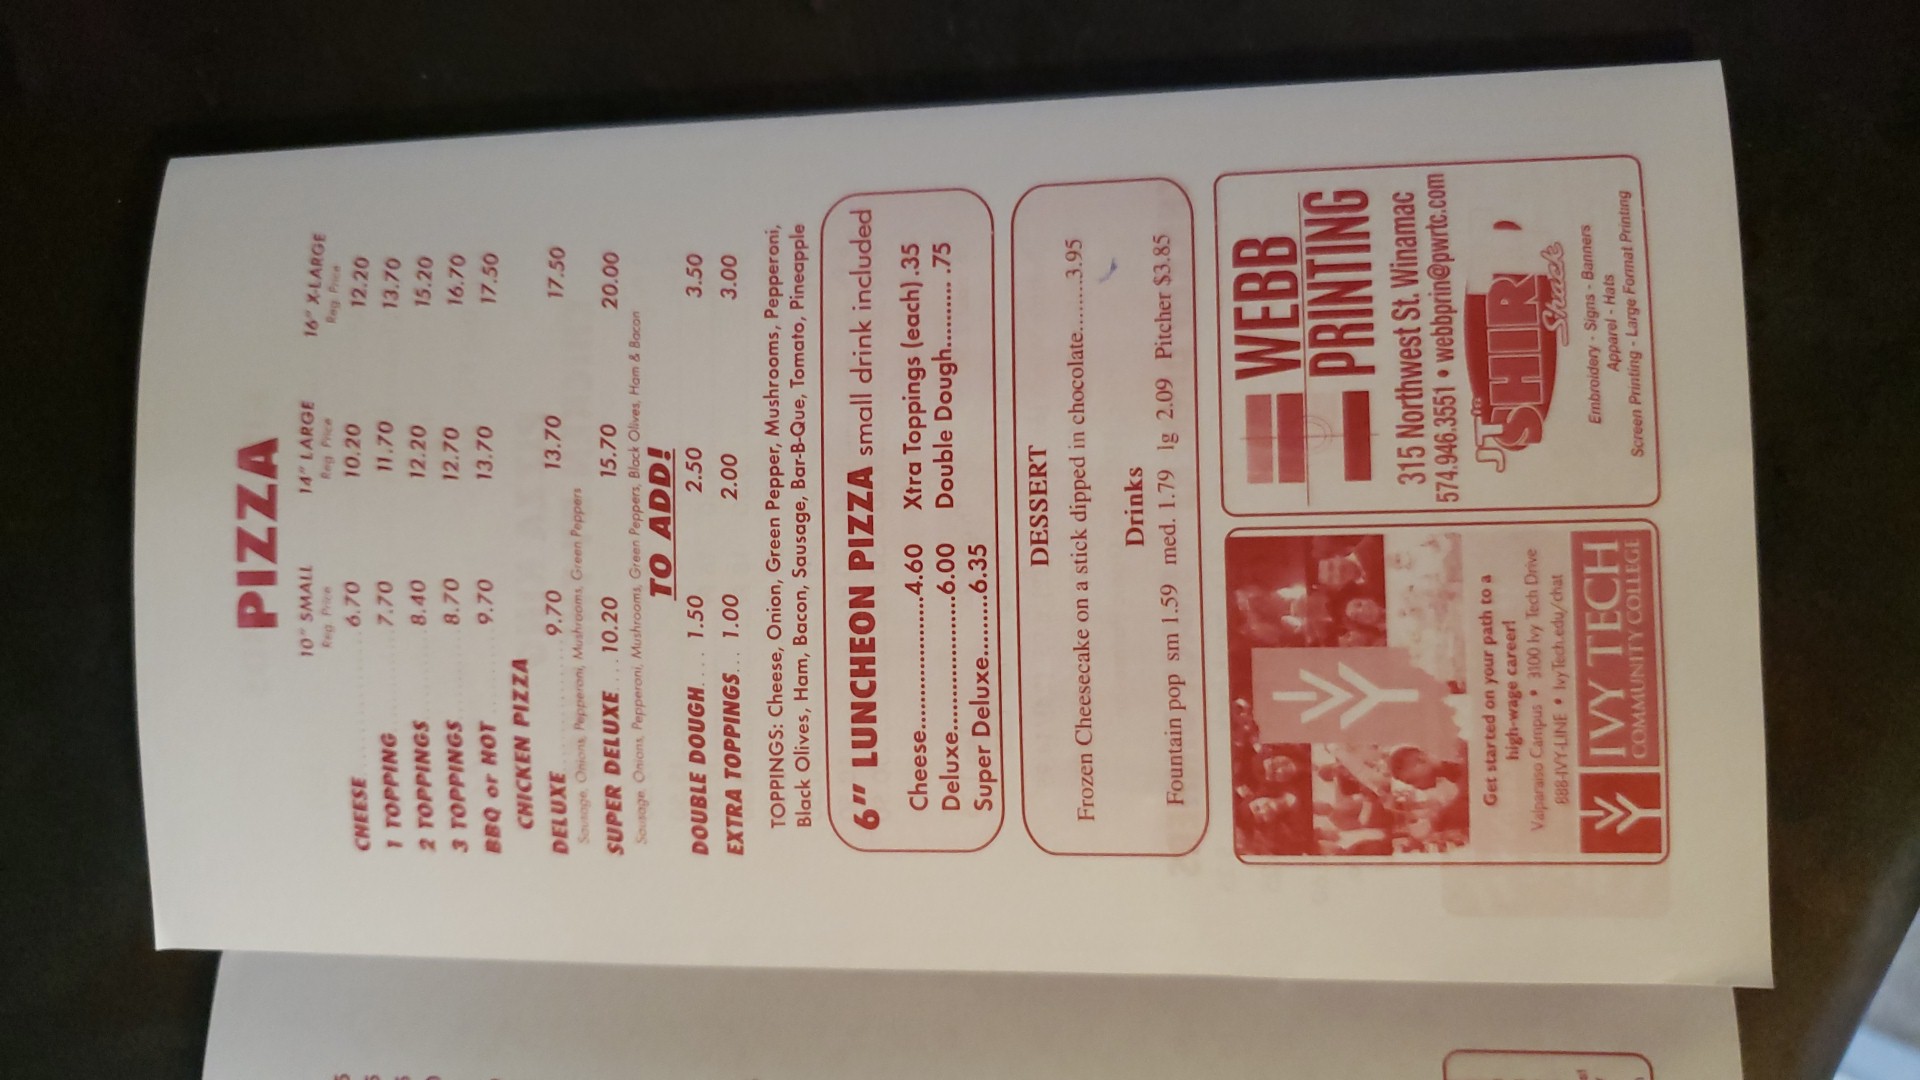 PIZZA
10" SMALL 14" LARGE 16" X-LARGE
Reg. Price Reg. Price Reg. Price
CHEESE 6.70 10.20 12.20
1 TOPPING 7.70 11.70 13.70
2 TOPPINGS 8.40 12.20 15.20
3 TOPPINGS 8.70 12.70 16.70
BBQ or HOT 9.70 13.70 17.50
CHICKEN PIZZA
DELUXE 9.70 13.70 17.50
Sausage, Onions, Pepperoni, Mushrooms, Green Peppers
SUPER DELUXE.... 10.20 15.70 20.00
Sausage, Onions, Pepperoni, Mushrooms, Green Peppers, Black Olives, Ham & Bacon
TO ADD!
DOUBLE DOUGH.... 1.50 2.50 3.50
EXTRA TOPPINGS... 1.00 2.00 3.00
TOPPINGS: Cheese, Onion, Green Pepper, Mushrooms, Pepperoni,
Black Olives, Ham, Bacon, Sausage, Bar-B-Que, Tomato, Pineapple
6" LUNCHEON PIZZA small drink included
Cheese........................4.60 Xtra Toppings (each) .35
Deluxe........................6.00 Double Dough.......... .75
Super Deluxe..........6.35
DESSERT
Frozen Cheesecake on a stick dipped in chocolate........3.95
Drinks
Fountain pop sm 1.59 med. 1.79 lg 2.09 Pitcher $3.85
Get started on your path to a
high-wage career!
Valparaiso Campus • 3100 Ivy Tech Drive
888-IVY-LINE • IvyTech.edu/chat
IVY TECH
COMMUNITY COLLEGE
WEBB
PRINTING
315 Northwest St. Winamac
574.946.3551 • webbprin@pwrtc.com
SHIR
Shack
Embroidery - Signs - Banners
Apparel - Hats
Screen Printing - Large Format Printing